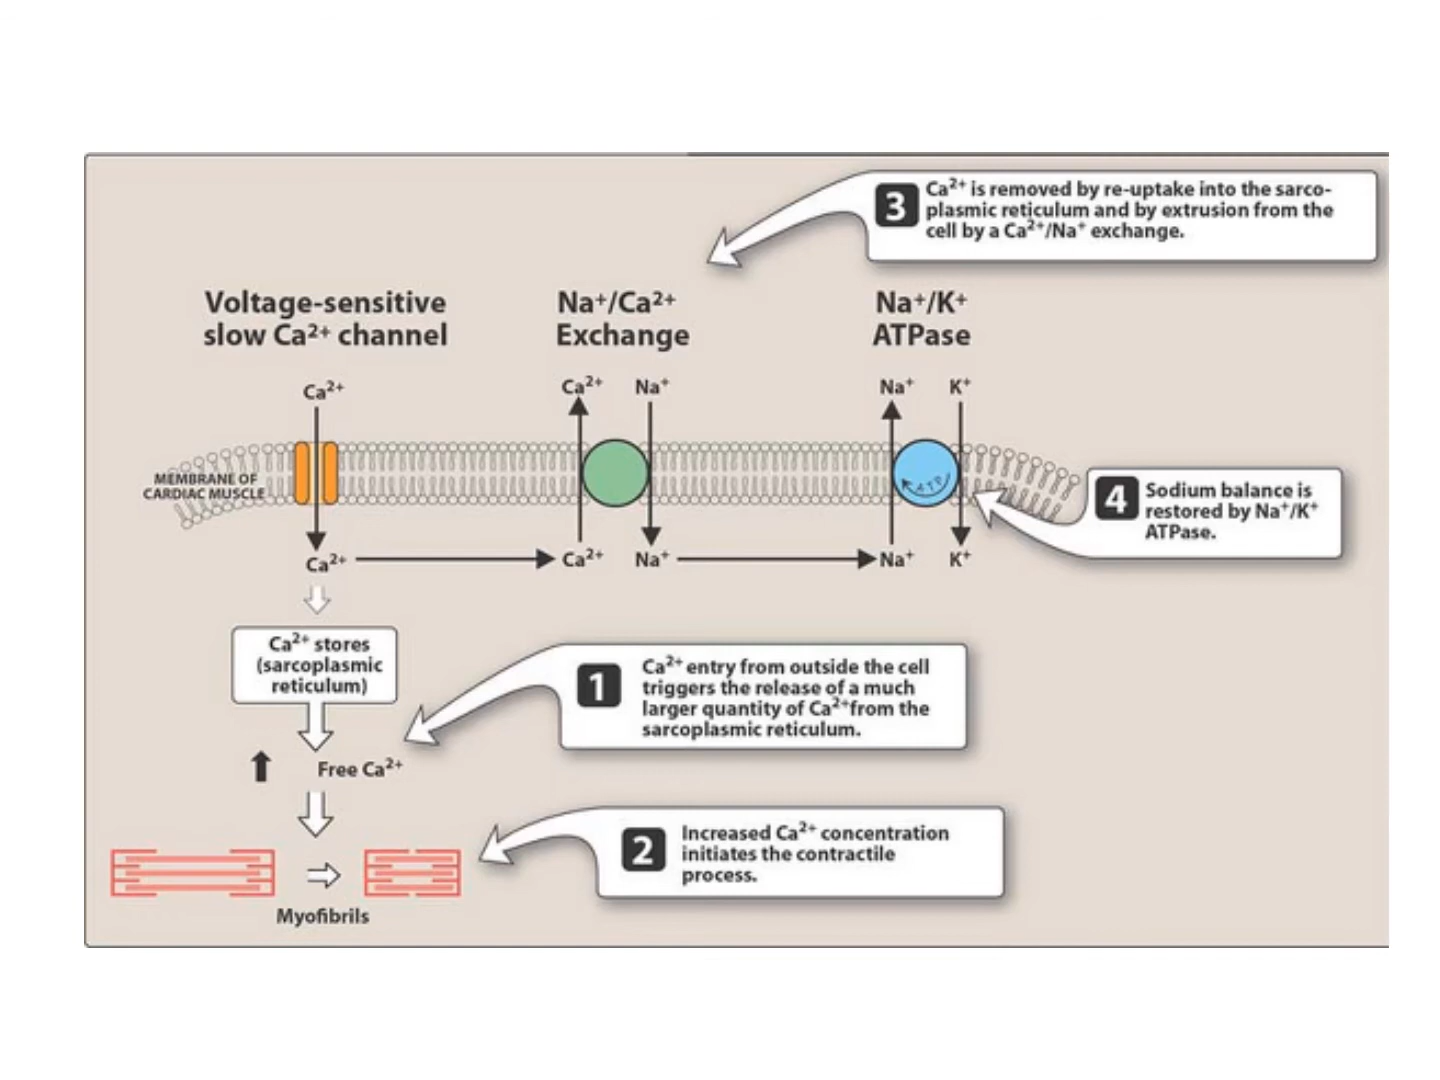 3
Ca²⁺ is removed by re-uptake into the sarco-
plasmic reticulum and by extrusion from the
cell by a Ca²⁺/Na⁺ exchange.
Voltage-sensitive
slow Ca²⁺ channel
Na⁺/Ca²⁺
Exchange
Na⁺/K⁺
ATPase
Ca²⁺
Ca²⁺
Na⁺
Na⁺
K⁺
MEMBRANE OF
CARDIAC MUSCLE
ATP
4
Sodium balance is
restored by Na⁺/K⁺
ATPase.
Ca²⁺
Ca²⁺
Na⁺
Na⁺
K⁺
Ca²⁺ stores
(sarcoplasmic
reticulum)
1
Ca²⁺ entry from outside the cell
triggers the release of a much
larger quantity of Ca²⁺from the
sarcoplasmic reticulum.
Free Ca²⁺
2
Increased Ca²⁺ concentration
initiates the contractile
process.
Myofibrils